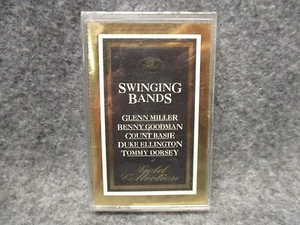 SWINGING
BANDS
GLENN MILLER
BENNY GOODMAN
COUNT BASIE
DUKE ELLINGTON
TOMMY DORSEY
Gold
Collection